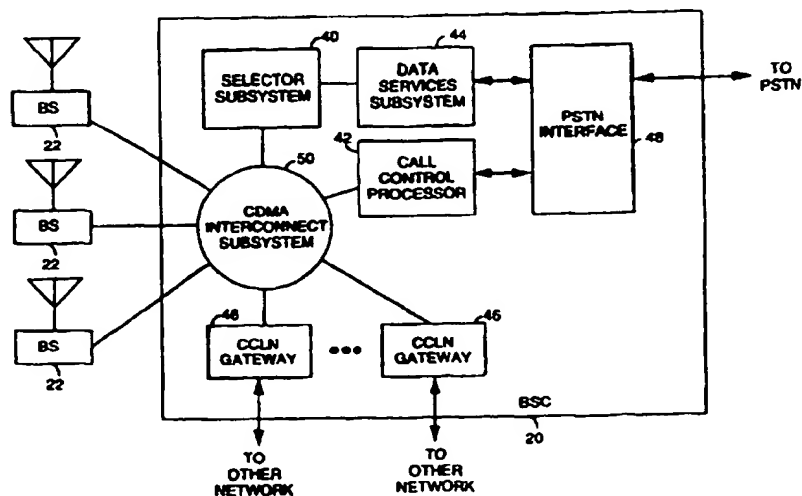 40
SELECTOR
SUBSYSTEM
44
DATA
SERVICES
SUBSYSTEM
PSTN
INTERFACE
48
TO
PSTN
BS
22
42
CALL
CONTROL
PROCESSOR
50
CDMA
INTERCONNECT
SUBSYSTEM
BS
22
BS
22
46
CCLN
GATEWAY
46
CCLN
GATEWAY
BSC
20
TO
OTHER
NETWORK
TO
OTHER
NETWORK